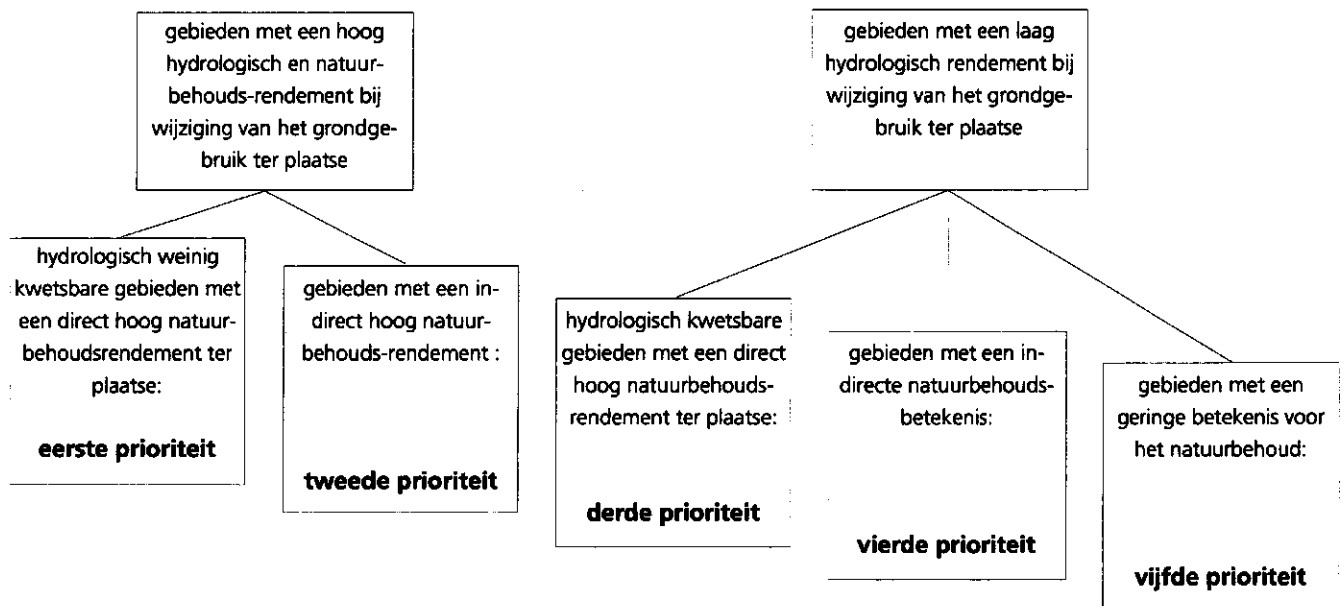 gebieden met een hoog
hydrologisch en natuur-
behouds-rendement bij
wijziging van het grondge-
bruik ter plaatse
gebieden met een laag
hydrologisch rendement bij
wijziging van het grondge-
bruik ter plaatse
hydrologisch weinig
kwetsbare gebieden met
een direct hoog natuur-
behoudsrendement ter
plaatse:
eerste prioriteit
gebieden met een in-
direct hoog natuur-
behouds-rendement :
tweede prioriteit
hydrologisch kwetsbare
gebieden met een direct
hoog natuurbehouds-
rendement ter plaatse:
derde prioriteit
gebieden met een in-
directe natuurbehouds-
betekenis:
vierde prioriteit
gebieden met een
geringe betekenis voor
het natuurbehoud:
vijfde prioriteit